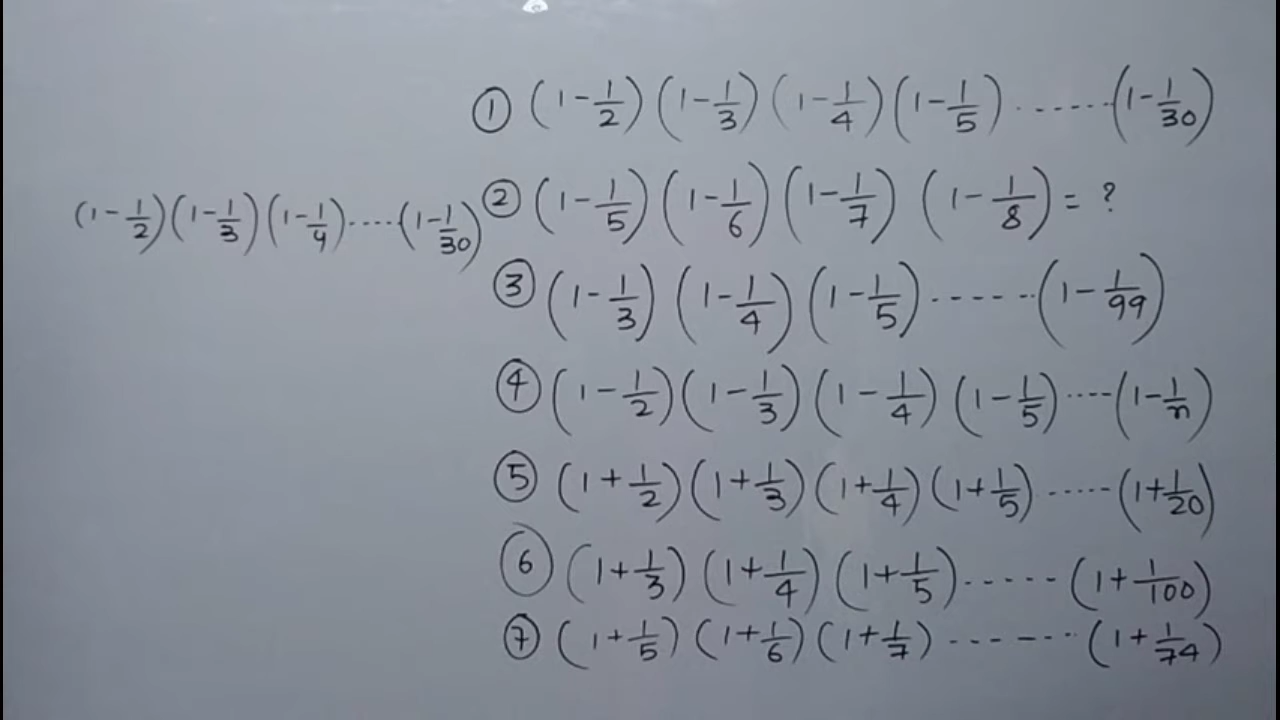 ① (1-1/2) (1-1/3) (1-1/4) (1-1/5) ...... (1-1/30)
(1-1/2)(1-1/3)(1-1/4)....(1-1/30)
② (1-1/5) (1-1/6) (1-1/7) (1-1/8) = ?
③ (1-1/3) (1-1/4) (1-1/5) ....... (1-1/99)
④ (1-1/2)(1-1/3) (1-1/4) (1-1/5) .... (1-1/n)
⑤ (1+1/2)(1+1/3)(1+1/4)(1+1/5) ..... (1+1/20)
⑥ (1+1/3) (1+1/4) (1+1/5) ...... (1+1/100)
⑦ (1+1/5) (1+1/6) (1+1/7) ....... (1+1/74)